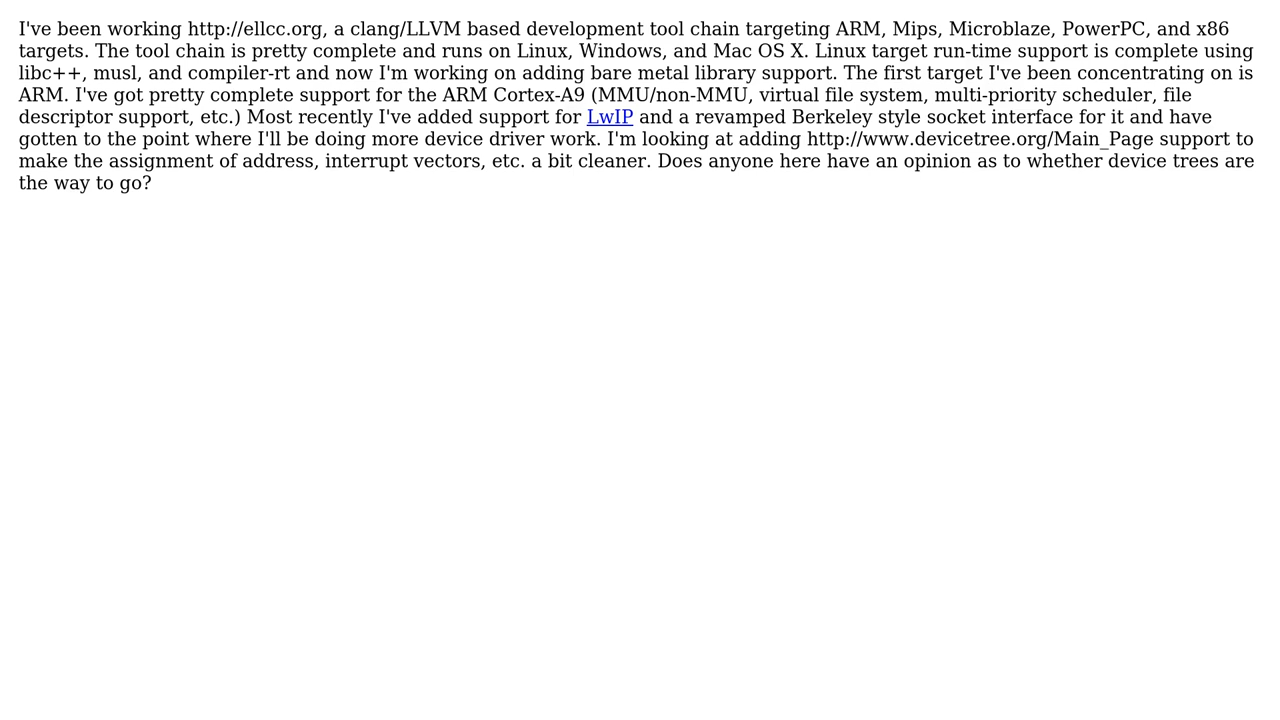 I've been working http://ellcc.org, a clang/LLVM based development tool chain targeting ARM, Mips, Microblaze, PowerPC, and x86
targets. The tool chain is pretty complete and runs on Linux, Windows, and Mac OS X. Linux target run-time support is complete using
libc++, musl, and compiler-rt and now I'm working on adding bare metal library support. The first target I've been concentrating on is
ARM. I've got pretty complete support for the ARM Cortex-A9 (MMU/non-MMU, virtual file system, multi-priority scheduler, file
descriptor support, etc.) Most recently I've added support for LwIP and a revamped Berkeley style socket interface for it and have
gotten to the point where I'll be doing more device driver work. I'm looking at adding http://www.devicetree.org/Main_Page support to
make the assignment of address, interrupt vectors, etc. a bit cleaner. Does anyone here have an opinion as to whether device trees are
the way to go?